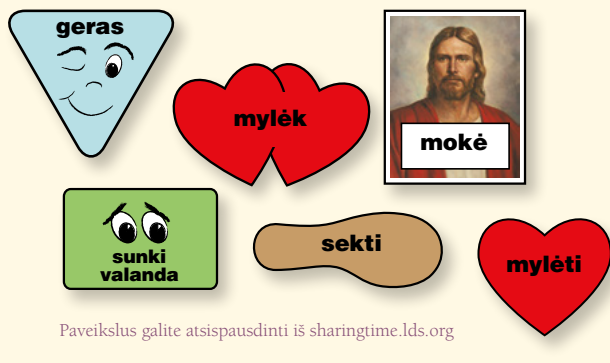 geras
mylėk
mokė
sunki
valanda
sekti
mylėti
Paveikslus galite atsispausdinti iš sharingtime.lds.org